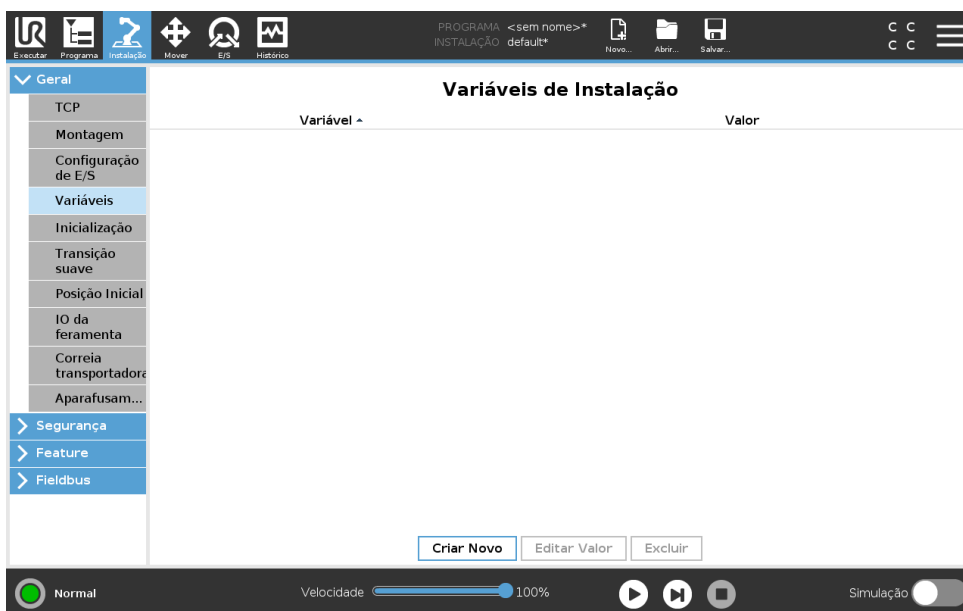 PROGRAMA <sem nome>*
INSTALAÇÃO default*
Executar Programa Instalação Mover E/S Histórico Novo... Abrir... Salvar...
C C
C C
Geral
TCP
Montagem
Configuração
de E/S
Variáveis
Inicialização
Transição
suave
Posição Inicial
IO da
feramenta
Correia
transportadora
Aparafusam...
Segurança
Feature
Fieldbus
Variáveis de Instalação
Variável Valor
Criar Novo Editar Valor Excluir
Normal Velocidade 100% Simulação